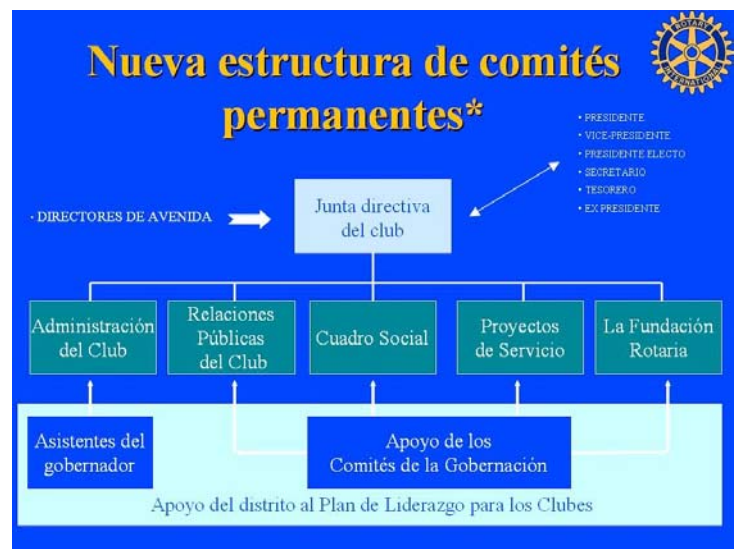 Nueva estructura de comités
permanentes*
ROTARY
INTERNATIONAL
• PRESIDENTE
• VICE-PRESIDENTE
• PRESIDENTE ELECTO
• SECRETARIO
• TESORERO
• EX PRESIDENTE
· DIRECTORES DE AVENIDA
Junta directiva
del club
Administración
del Club
Relaciones
Públicas
del Club
Cuadro Social
Proyectos
de Servicio
La Fundación
Rotaria
Asistentes del
gobernador
Apoyo de los
Comités de la Gobernación
Apoyo del distrito al Plan de Liderazgo para los Clubes